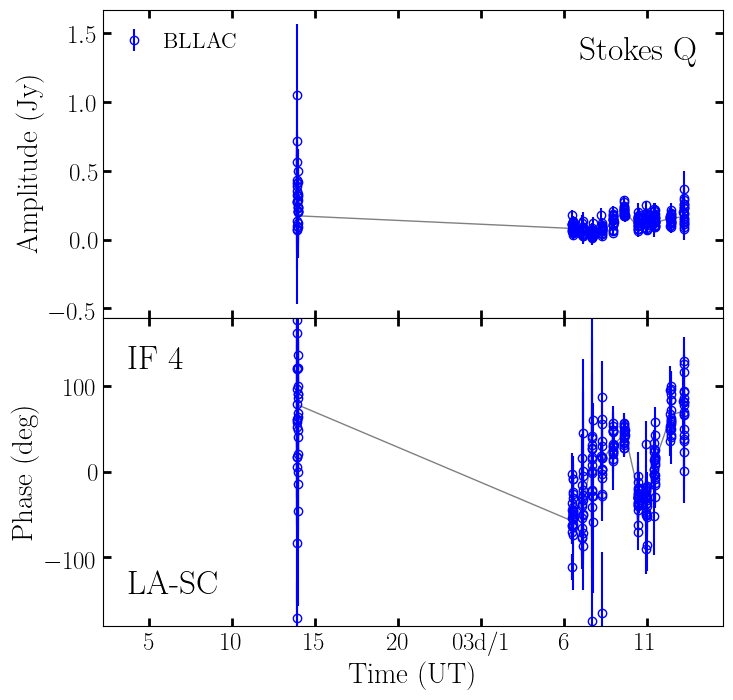 BLLAC
Stokes Q
Amplitude (Jy)
1.5
1.0
0.5
0.0
−0.5
IF 4
LA-SC
Phase (deg)
100
0
−100
5 10 15 20 03d/1 6 11
Time (UT)